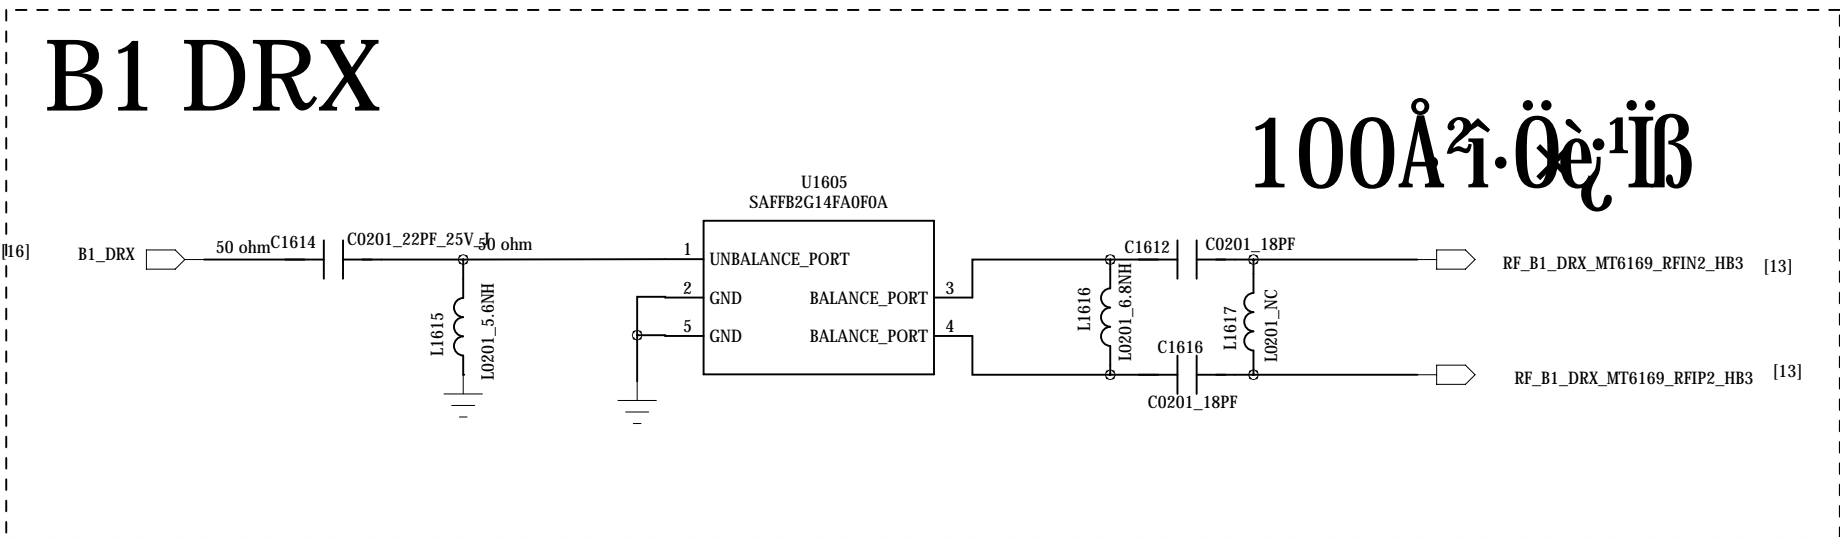 B1 DRX
100Å²î·Ö×è¿¹Ïß
U1605
SAFFB2G14FA0F0A
[16]
B1_DRX
50 ohm
C1614
C0201_22PF_25V_J
50 ohm
1
UNBALANCE_PORT
2
GND
5
GND
BALANCE_PORT
3
BALANCE_PORT
4
L1615
L0201_5.6NH
C1612
C0201_18PF
L1616
L0201_6.8NH
L1617
L0201_NC
C1616
C0201_18PF
RF_B1_DRX_MT6169_RFIN2_HB3
[13]
RF_B1_DRX_MT6169_RFIP2_HB3
[13]